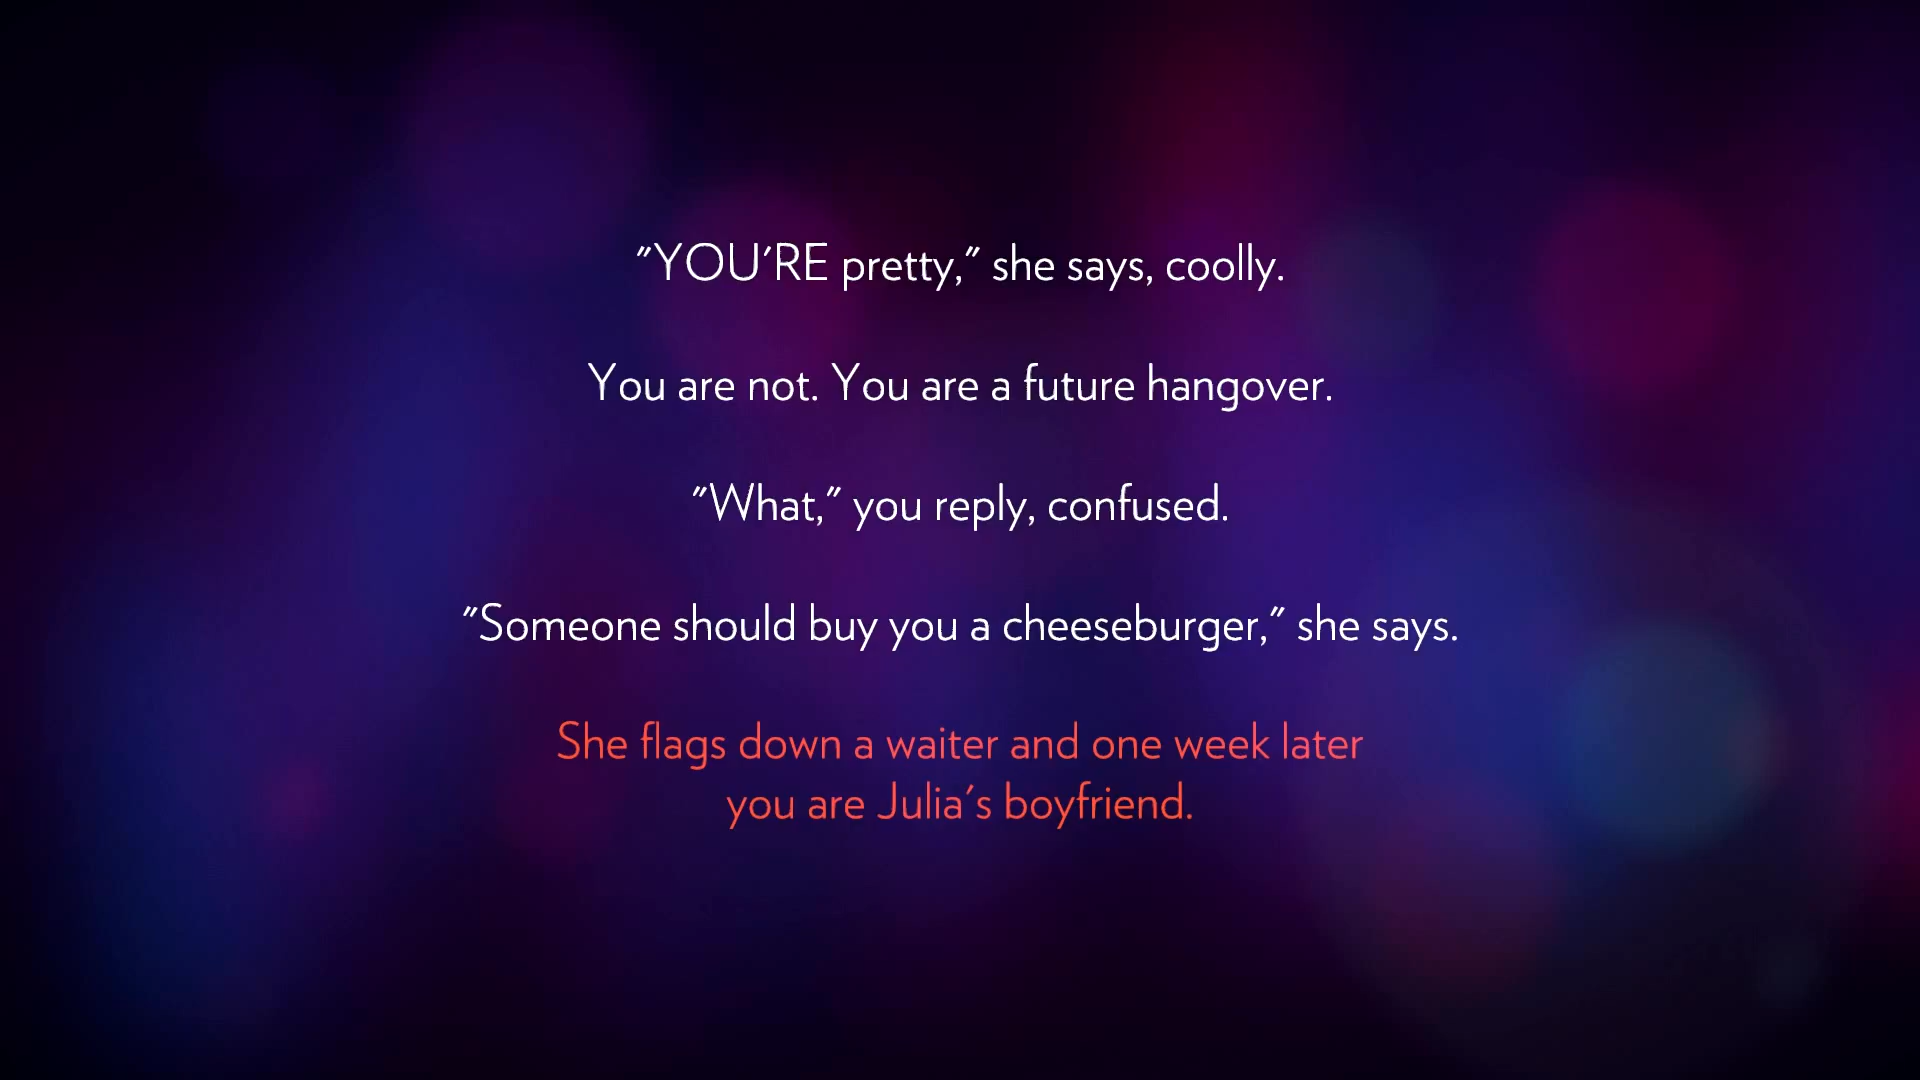 "YOU'RE pretty," she says, coolly.
You are not. You are a future hangover.
"What," you reply, confused.
"Someone should buy you a cheeseburger," she says.
She flags down a waiter and one week later
you are Julia's boyfriend.